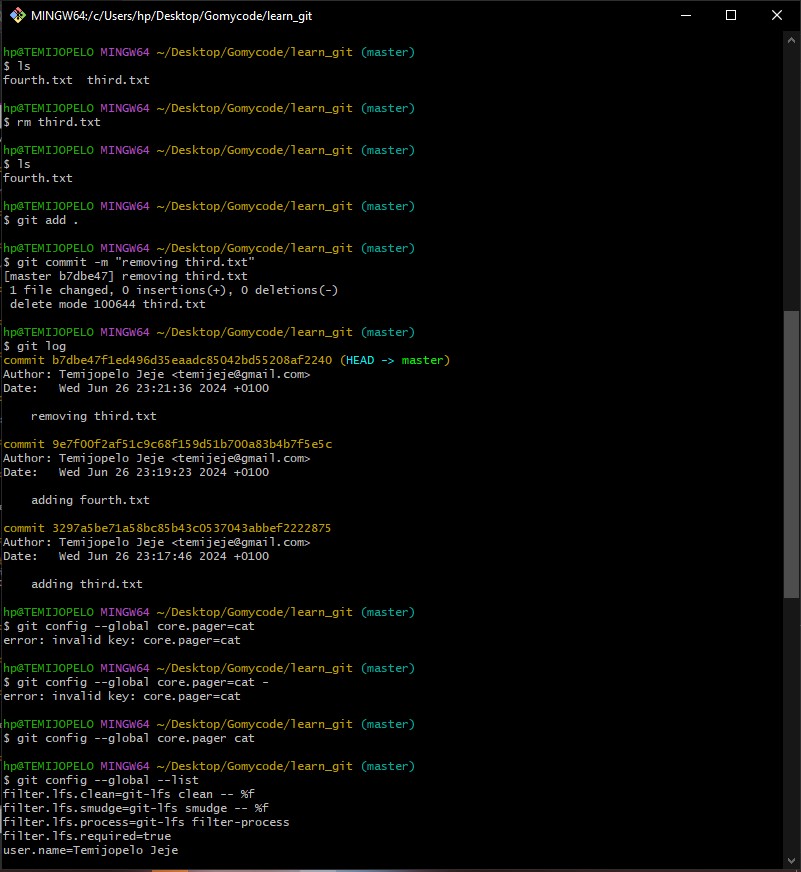 MINGW64:/c/Users/hp/Desktop/Gomycode/learn_git
hp@TEMIJOPELO MINGW64 ~/Desktop/Gomycode/learn_git (master)
$ ls
fourth.txt  third.txt
hp@TEMIJOPELO MINGW64 ~/Desktop/Gomycode/learn_git (master)
$ rm third.txt
hp@TEMIJOPELO MINGW64 ~/Desktop/Gomycode/learn_git (master)
$ ls
fourth.txt
hp@TEMIJOPELO MINGW64 ~/Desktop/Gomycode/learn_git (master)
$ git add .
hp@TEMIJOPELO MINGW64 ~/Desktop/Gomycode/learn_git (master)
$ git commit -m "removing third.txt"
[master b7dbe47] removing third.txt
 1 file changed, 0 insertions(+), 0 deletions(-)
 delete mode 100644 third.txt
hp@TEMIJOPELO MINGW64 ~/Desktop/Gomycode/learn_git (master)
$ git log
commit b7dbe47f1ed496d35eaadc85042bd55208af2240 (HEAD -> master)
Author: Temijopelo Jeje <temijeje@gmail.com>
Date:   Wed Jun 26 23:21:36 2024 +0100
    removing third.txt
commit 9e7f00f2af51c9c68f159d51b700a83b4b7f5e5c
Author: Temijopelo Jeje <temijeje@gmail.com>
Date:   Wed Jun 26 23:19:23 2024 +0100
    adding fourth.txt
commit 3297a5be71a58bc85b43c0537043abbef2222875
Author: Temijopelo Jeje <temijeje@gmail.com>
Date:   Wed Jun 26 23:17:46 2024 +0100
    adding third.txt
hp@TEMIJOPELO MINGW64 ~/Desktop/Gomycode/learn_git (master)
$ git config --global core.pager=cat
error: invalid key: core.pager=cat
hp@TEMIJOPELO MINGW64 ~/Desktop/Gomycode/learn_git (master)
$ git config --global core.pager=cat -
error: invalid key: core.pager=cat
hp@TEMIJOPELO MINGW64 ~/Desktop/Gomycode/learn_git (master)
$ git config --global core.pager cat
hp@TEMIJOPELO MINGW64 ~/Desktop/Gomycode/learn_git (master)
$ git config --global --list
filter.lfs.clean=git-lfs clean -- %f
filter.lfs.smudge=git-lfs smudge -- %f
filter.lfs.process=git-lfs filter-process
filter.lfs.required=true
user.name=Temijopelo Jeje